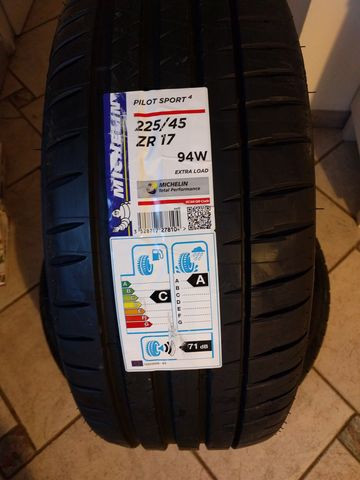 MICHELIN
PILOT SPORT 4
225/45
ZR 17
94W
EXTRA LOAD
MICHELIN
Total Performance
A
B
C
D
E
F
G
C
A
B
C
D
E
F
G
A
71 dB